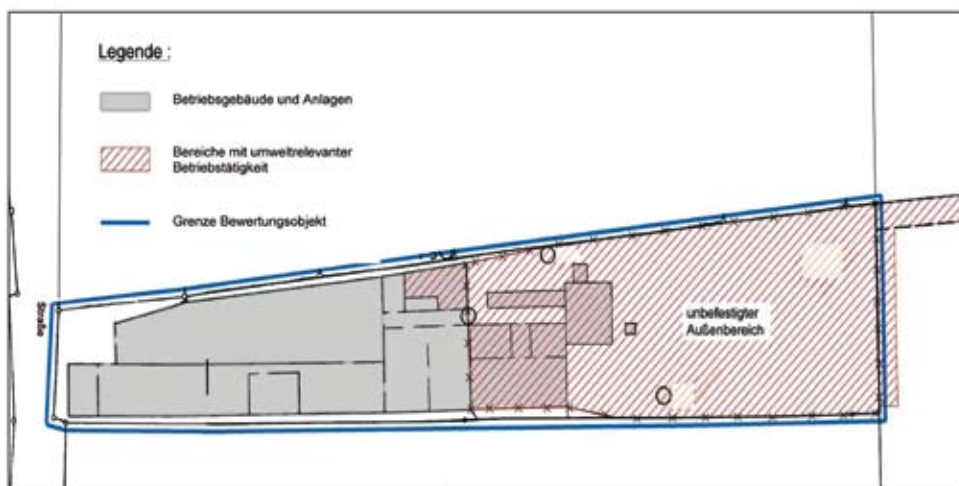 Legende :
Betriebsgebäude und Anlagen
Bereiche mit umweltrelevanter
Betriebstätigkeit
Grenze Bewertungsobjekt
Straße
unbefestigter
Außenbereich